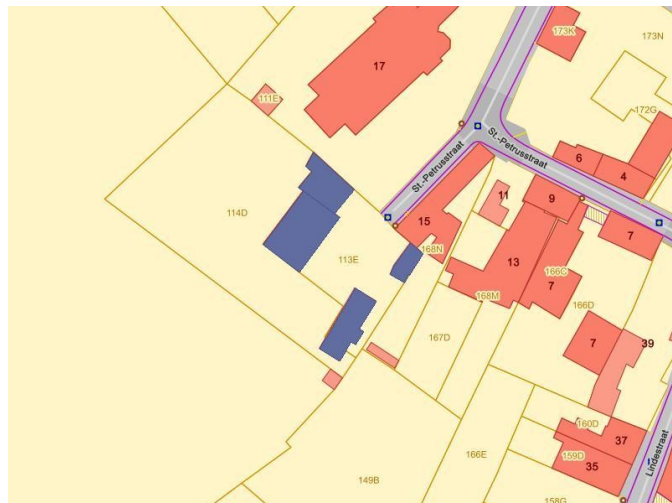 173K
173N
17
111E
172G
St.-Petrusstraat
St.-Petrusstraat
6
4
11
9
114D
15
7
168N
113E
13
166C
7
168M
166D
167D
7
39
160D
37
159D
35
166E
149B
158G
Lindestraat